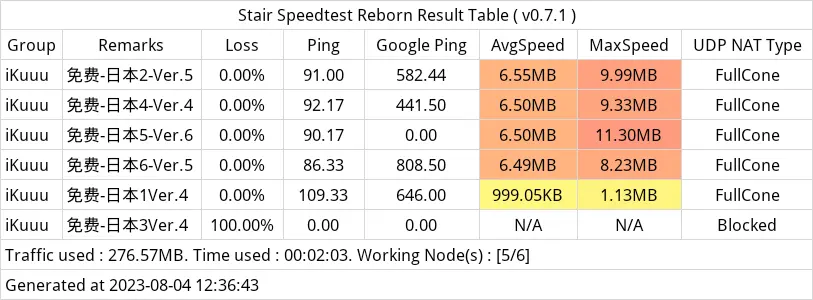 Stair Speedtest Reborn Result Table ( v0.7.1 )
Group Remarks Loss Ping Google Ping AvgSpeed MaxSpeed UDP NAT Type
iKuuu 免费-日本2-Ver.5 0.00% 91.00 582.44 6.55MB 9.99MB FullCone
iKuuu 免费-日本4-Ver.4 0.00% 92.17 441.50 6.50MB 9.33MB FullCone
iKuuu 免费-日本5-Ver.6 0.00% 90.17 0.00 6.50MB 11.30MB FullCone
iKuuu 免费-日本6-Ver.5 0.00% 86.33 808.50 6.49MB 8.23MB FullCone
iKuuu 免费-日本1Ver.4 0.00% 109.33 646.00 999.05KB 1.13MB FullCone
iKuuu 免费-日本3Ver.4 100.00% 0.00 0.00 N/A N/A Blocked
Traffic used : 276.57MB. Time used : 00:02:03. Working Node(s) : [5/6]
Generated at 2023-08-04 12:36:43